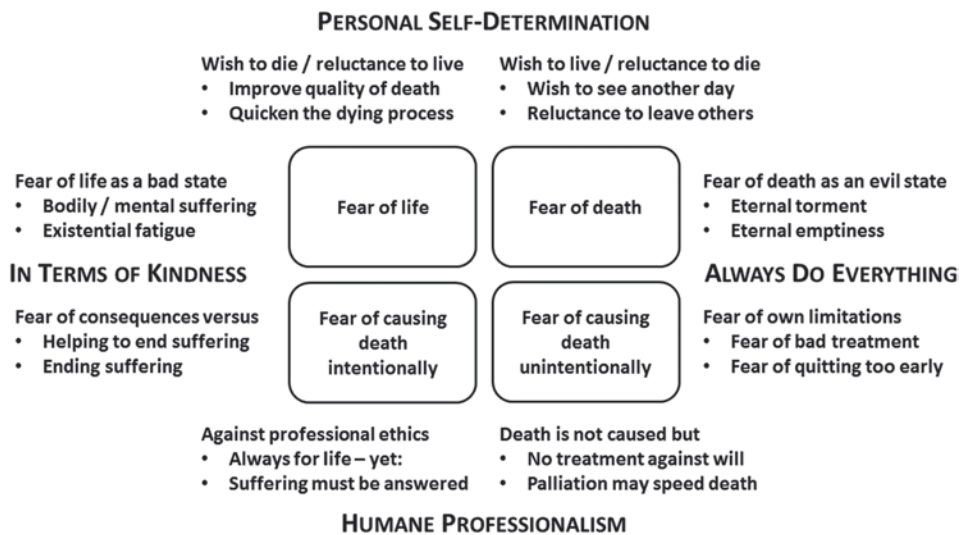 PERSONAL SELF-DETERMINATION
Wish to die / reluctance to live
• Improve quality of death
• Quicken the dying process
Wish to live / reluctance to die
• Wish to see another day
• Reluctance to leave others
Fear of life as a bad state
• Bodily / mental suffering
• Existential fatigue
Fear of life
Fear of death
Fear of death as an evil state
• Eternal torment
• Eternal emptiness
IN TERMS OF KINDNESS
ALWAYS DO EVERYTHING
Fear of consequences versus
• Helping to end suffering
• Ending suffering
Fear of causing
death
intentionally
Fear of causing
death
unintentionally
Fear of own limitations
• Fear of bad treatment
• Fear of quitting too early
Against professional ethics
• Always for life – yet:
• Suffering must be answered
Death is not caused but
• No treatment against will
• Palliation may speed death
HUMANE PROFESSIONALISM